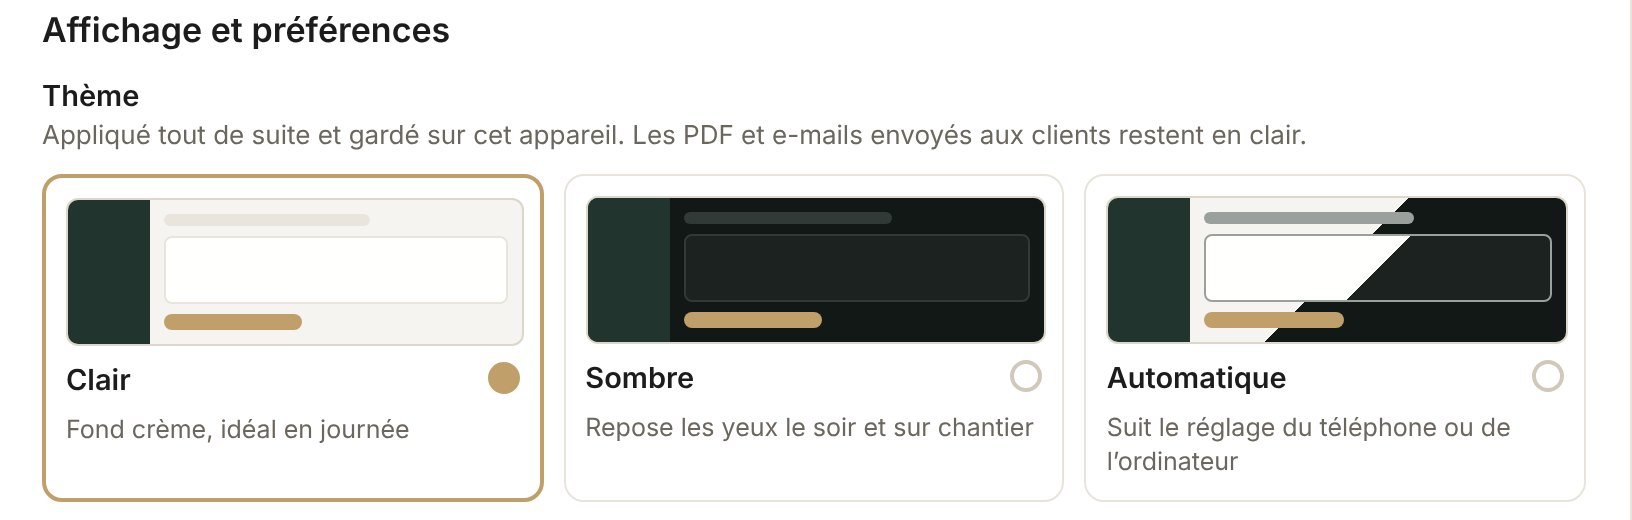 Affichage et préférences
Thème
Appliqué tout de suite et gardé sur cet appareil. Les PDF et e-mails envoyés aux clients restent en clair.
Clair
Fond crème, idéal en journée
Sombre
Repose les yeux le soir et sur chantier
Automatique
Suit le réglage du téléphone ou de
l’ordinateur